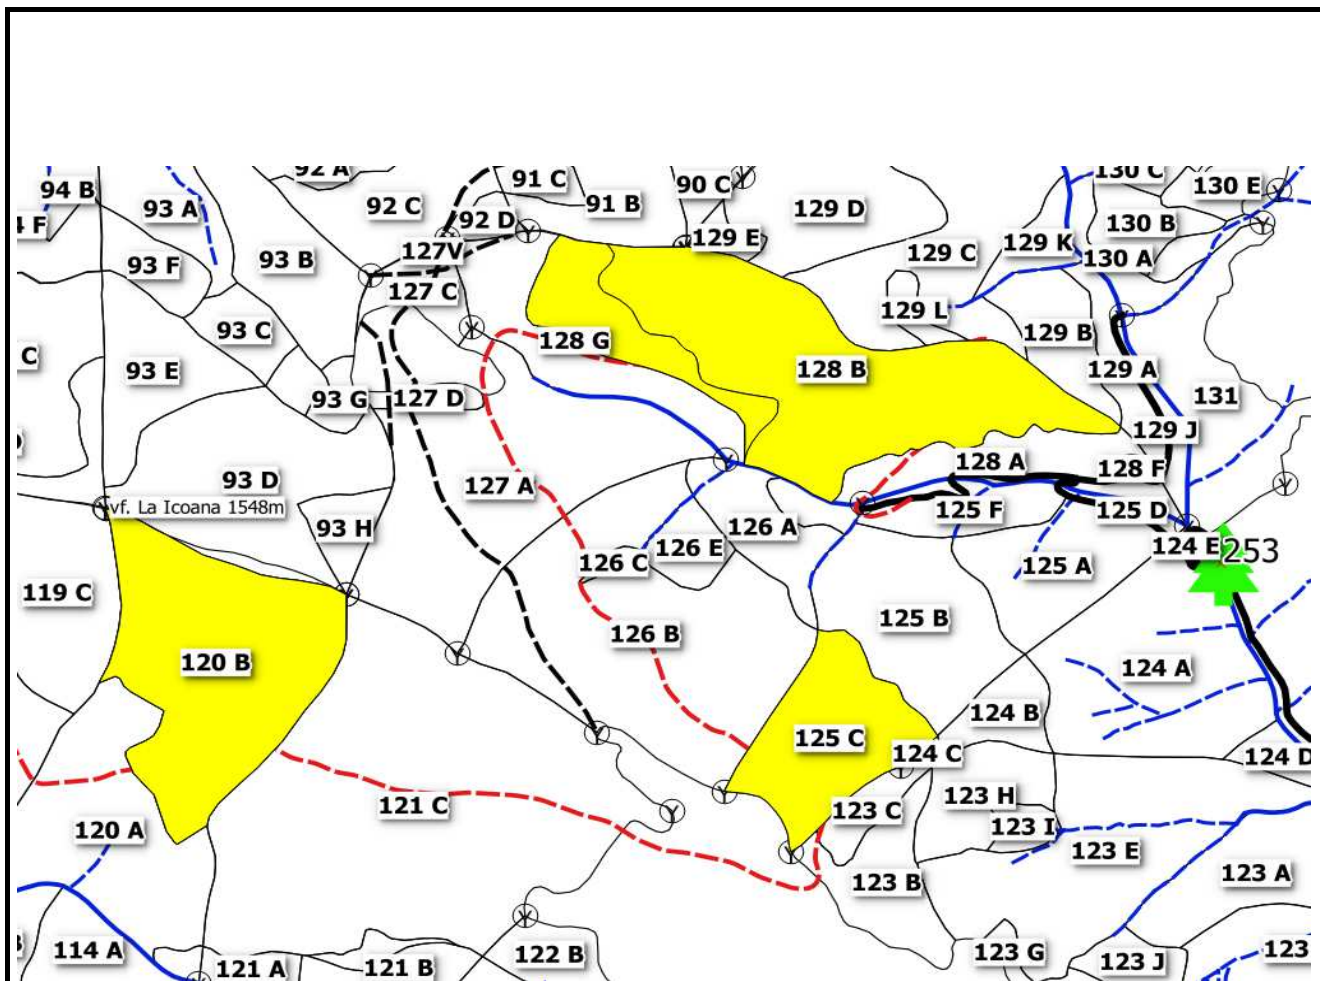 92 A
91 C
130 C
94 B
90 C
130 E
93 A
92 C
91 B
129 D
4 F
92 D
130 B
129 E
129 K
127V
129 C
93 F
93 B
130 A
127 C
129 L
93 C
129 B
128 G
C
93 E
128 B
129 A
93 G
127 D
131
129 J
128 A
128 F
93 D
127 A
vf. La Icoana 1548m
125 F
125 D
93 H
126 A
126 E
124 E
253
126 C
125 A
119 C
125 B
126 B
120 B
124 A
124 B
125 C
124 C
124 D
123 H
121 C
123 C
120 A
123 I
123 E
123 A
123 B
114 A
122 B
123 G
123
121 A
121 B
123 J